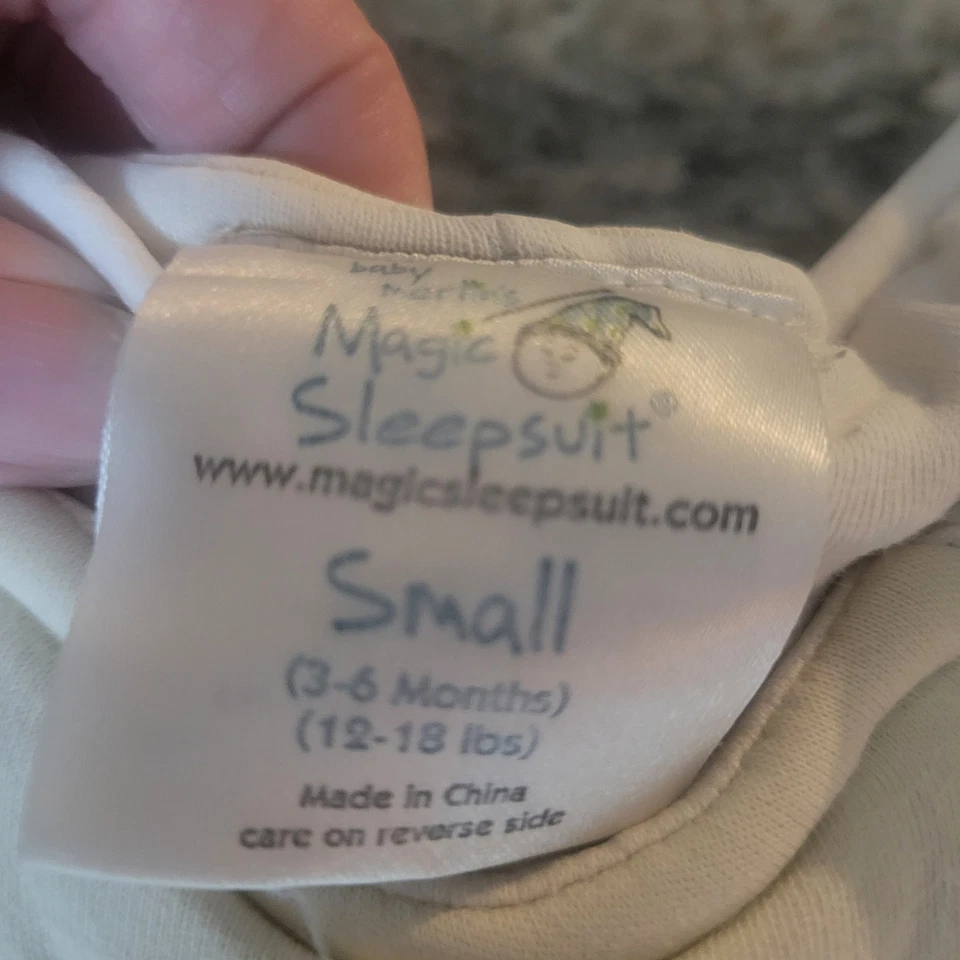 baby
merlin's
Magic
Sleepsuit®
www.magicsleepsuit.com
Small
(3-6 Months)
(12-18 lbs)
Made in China
care on reverse side